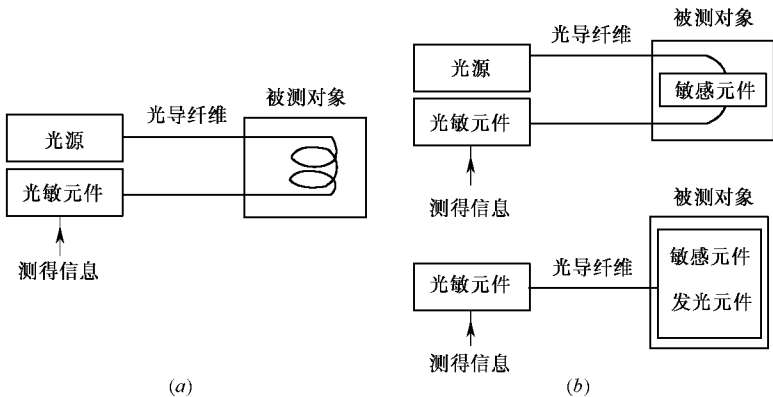 被测对象
光导纤维
光源
光敏元件
测得信息
(a)
被测对象
光导纤维
光源
敏感元件
光敏元件
测得信息
被测对象
光导纤维
敏感元件
光敏元件
发光元件
测得信息
(b)